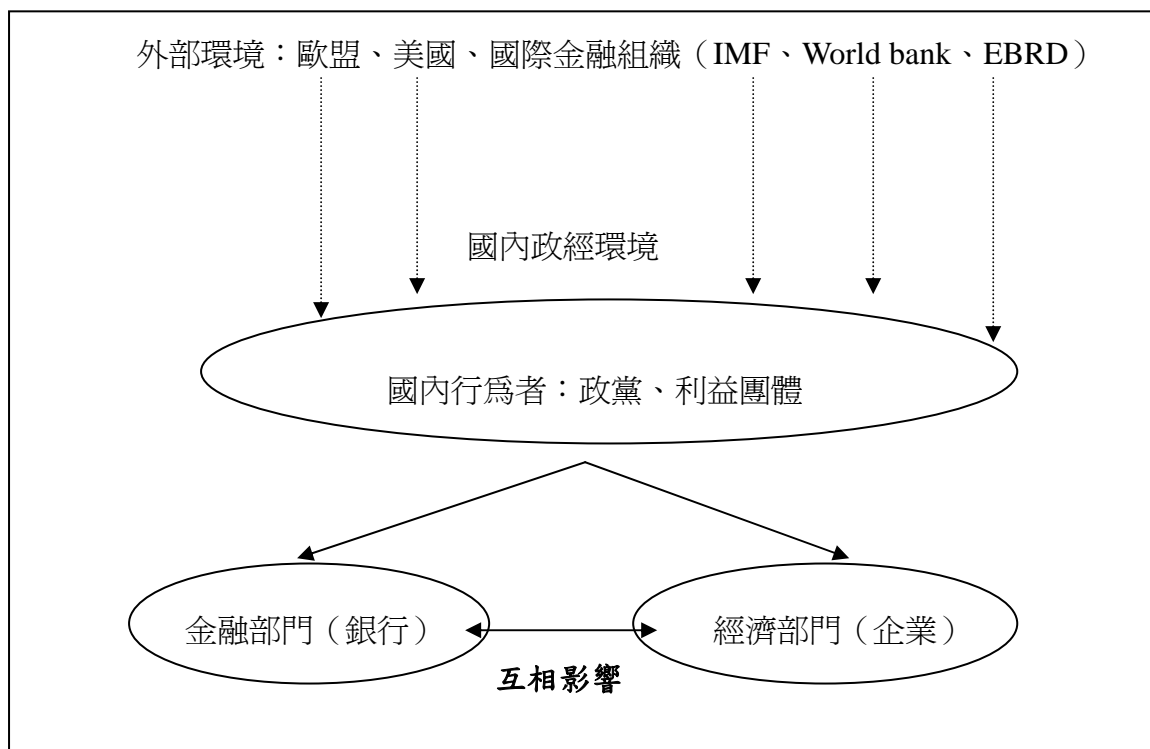 外部環境：歐盟、美國、國際金融組織（IMF、World bank、EBRD）
國內政經環境
國內行為者：政黨、利益團體
金融部門（銀行）
經濟部門（企業）
互相影響